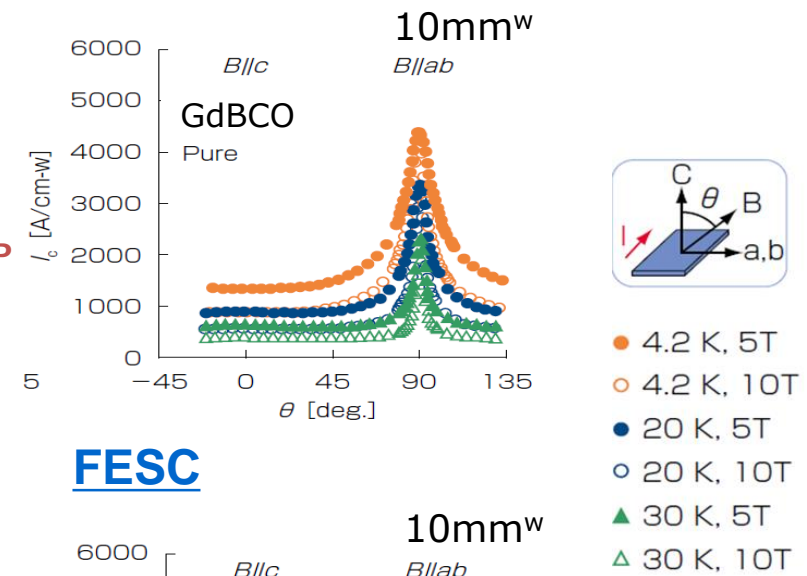 10mmʷ
6000
B//c
B//ab
5000
GdBCO
4000
Pure
Ic [A/cm-w]
3000
2000
1000
0
5
−45
0
45
90
135
θ [deg.]
C
θ
B
I
a,b
4.2 K, 5T
4.2 K, 10T
20 K, 5T
20 K, 10T
30 K, 5T
30 K, 10T
FESC
10mmʷ
6000
B//c
B//ab